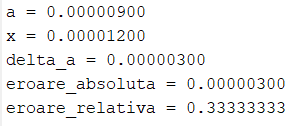 a = 0.00000900
x = 0.00001200
delta_a = 0.00000300
eroare_absoluta = 0.00000300
eroare_relativa = 0.33333333